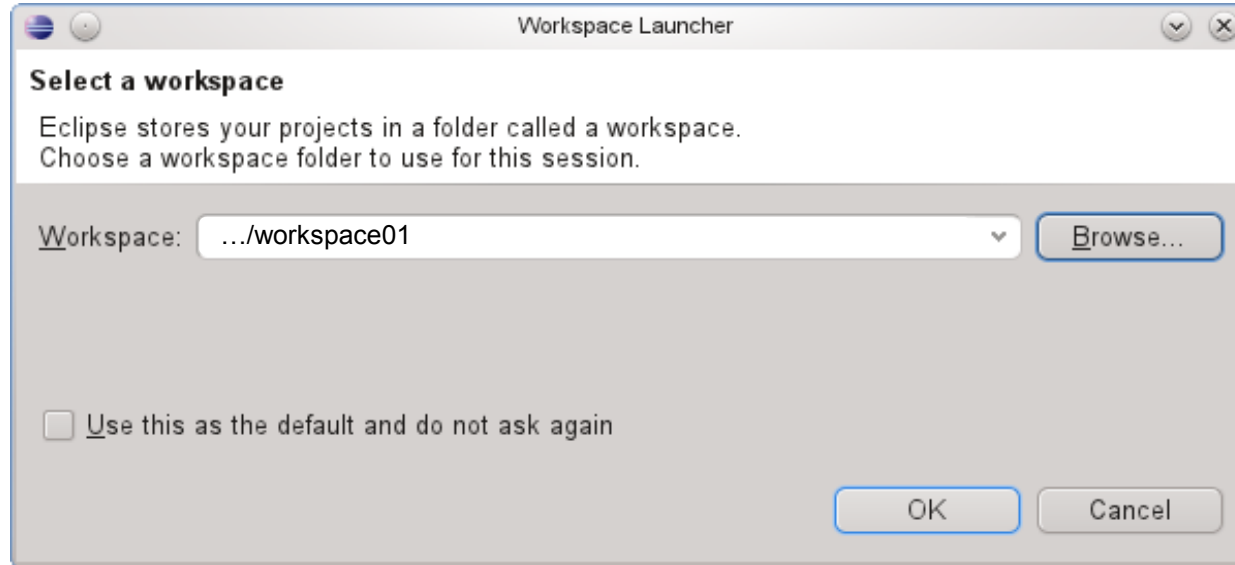 Workspace Launcher
Select a workspace
Eclipse stores your projects in a folder called a workspace.
Choose a workspace folder to use for this session.
Workspace: …/workspace01 Browse...
Use this as the default and do not ask again
OK Cancel